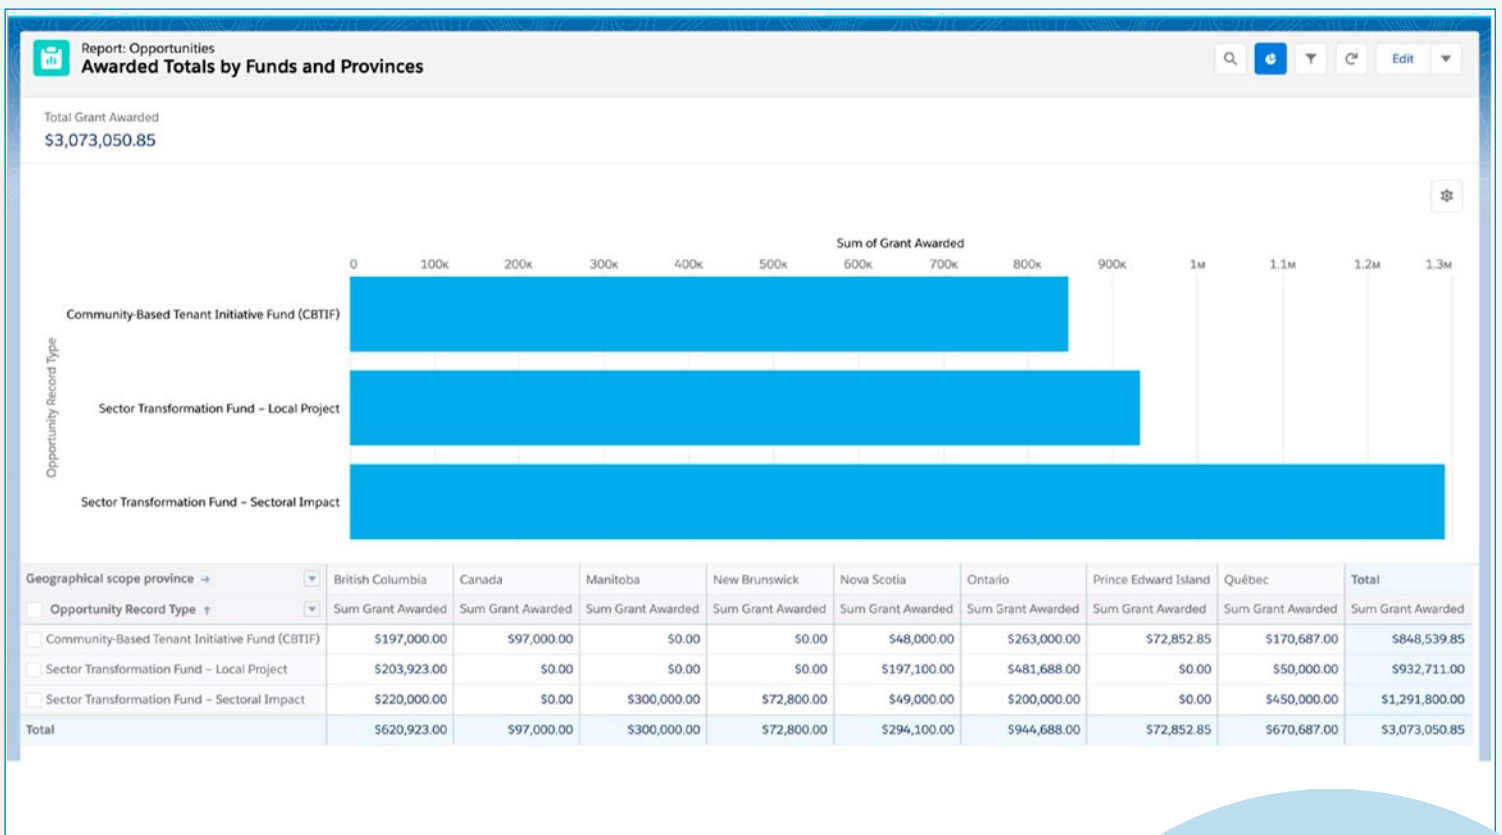 Report: Opportunities
Awarded Totals by Funds and Provinces
Edit
Total Grant Awarded
$3,073,050.85
Sum of Grant Awarded
0 100K 200K 300K 400K 500K 600K 700K 800K 900K 1M 1.1M 1.2M 1.3M
Opportunity Record Type
Community-Based Tenant Initiative Fund (CBTIF)
Sector Transformation Fund – Local Project
Sector Transformation Fund – Sectoral Impact
Geographical scope province → British Columbia Canada Manitoba New Brunswick Nova Scotia Ontario Prince Edward Island Québec Total
Opportunity Record Type ↑ Sum Grant Awarded Sum Grant Awarded Sum Grant Awarded Sum Grant Awarded Sum Grant Awarded Sum Grant Awarded Sum Grant Awarded Sum Grant Awarded Sum Grant Awarded
Community-Based Tenant Initiative Fund (CBTIF) $197,000.00 $97,000.00 $0.00 $0.00 $48,000.00 $263,000.00 $72,852.85 $170,687.00 $848,539.85
Sector Transformation Fund – Local Project $203,923.00 $0.00 $0.00 $0.00 $197,100.00 $481,688.00 $0.00 $50,000.00 $932,711.00
Sector Transformation Fund – Sectoral Impact $220,000.00 $0.00 $300,000.00 $72,800.00 $49,000.00 $200,000.00 $0.00 $450,000.00 $1,291,800.00
Total $620,923.00 $97,000.00 $300,000.00 $72,800.00 $294,100.00 $944,688.00 $72,852.85 $670,687.00 $3,073,050.85